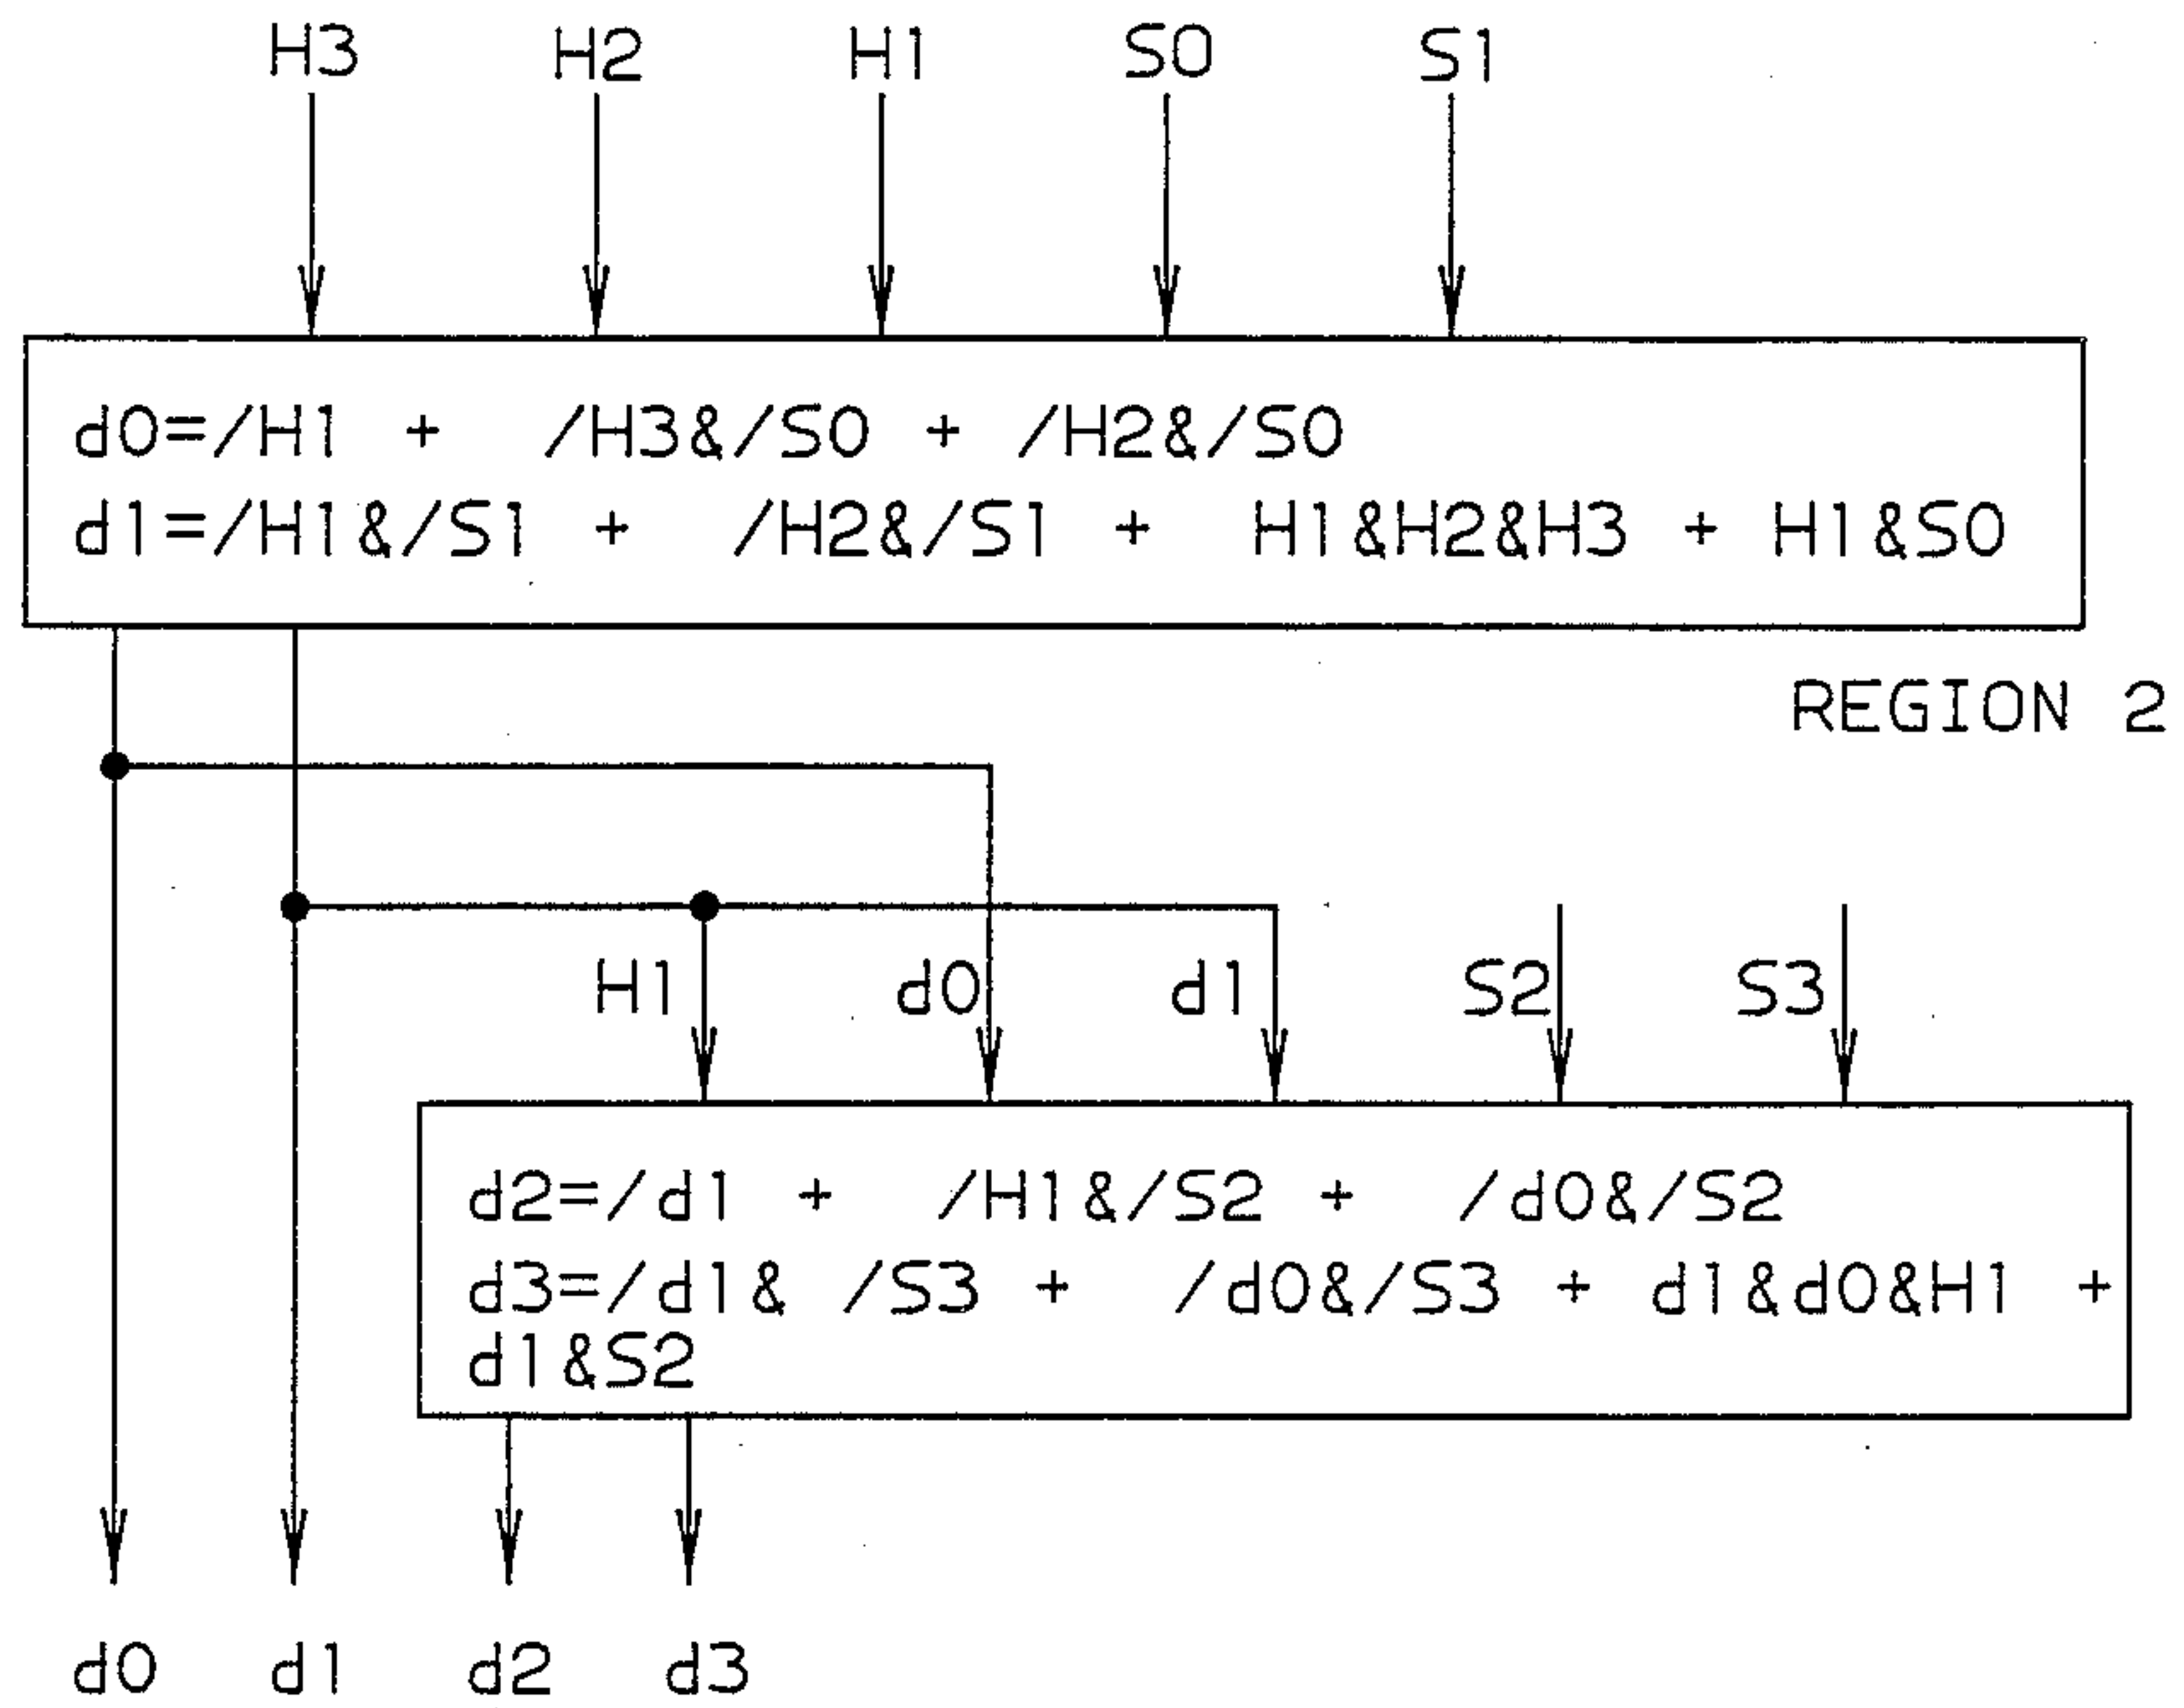 H3 H2 H1 S0 S1
d0=/H1 + /H3&/S0 + /H2&/S0
d1=/H1&/S1 + /H2&/S1 + H1&H2&H3 + H1&S0
REGION 2
H1 d0 d1 S2 S3
d2=/d1 + /H1&/S2 + /d0&/S2
d3=/d1& /S3 + /d0&/S3 + d1&d0&H1 +
d1&S2
d0 d1 d2 d3